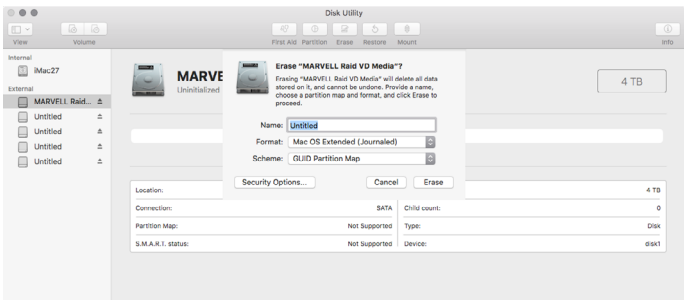 Disk Utility
View
Volume
First Aid
Partition
Erase
Restore
Mount
Info
Internal
iMac27
External
MARVELL Raid...
Untitled
Untitled
Untitled
Untitled
MARVE
Uninitialized
4 TB
Erase “MARVELL Raid VD Media”?
Erasing “MARVELL Raid VD Media” will delete all data
stored on it, and cannot be undone. Provide a name,
choose a partition map and format, and click Erase to
proceed.
Name: Untitled
Format: Mac OS Extended (Journaled)
Scheme: GUID Partition Map
Security Options...
Cancel
Erase
Location:
4 TB
Connection: SATA
Child count: 0
Partition Map: Not Supported
Type: Disk
S.M.A.R.T. status: Not Supported
Device: disk1